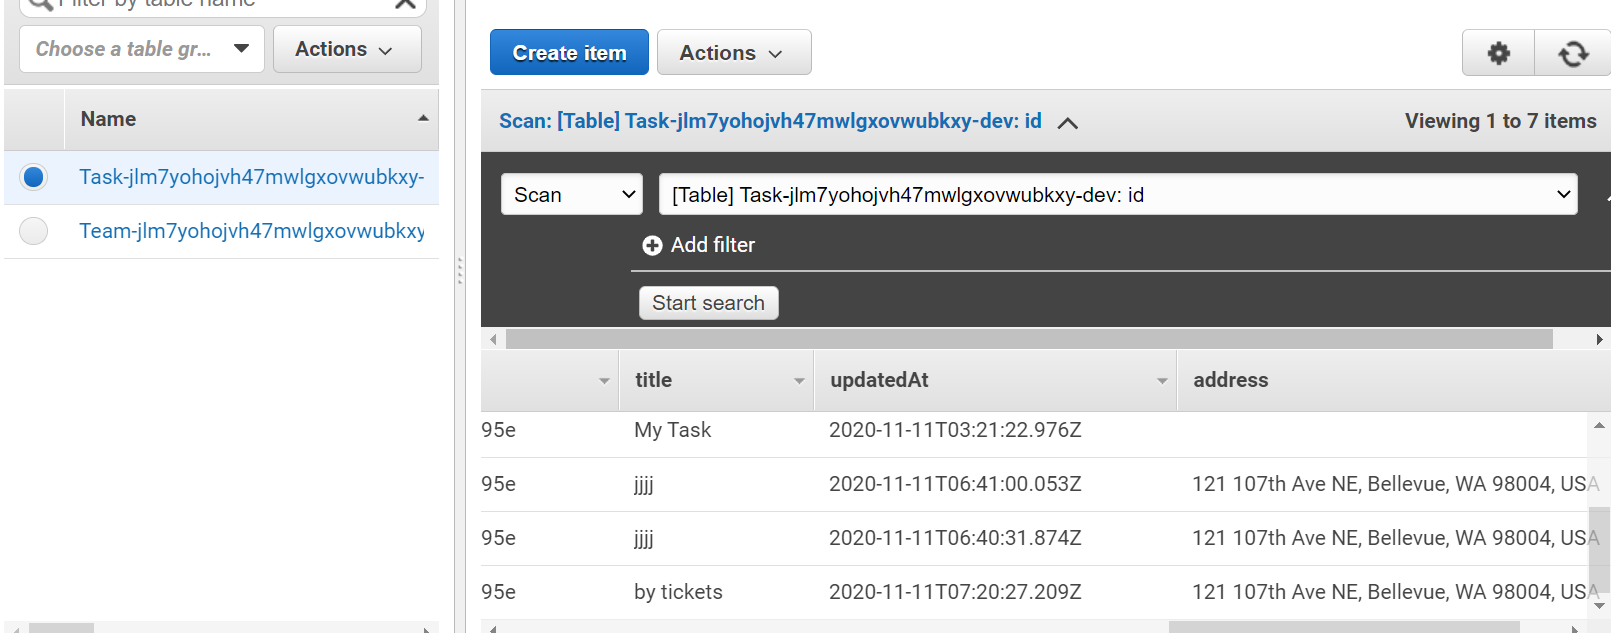 Filter by table name
Choose a table gr...
Actions
Name
Task-jlm7yohojvh47mwlgxovwubkxy-
Team-jlm7yohojvh47mwlgxovwubkxy
Create item
Actions
Scan: [Table] Task-jlm7yohojvh47mwlgxovwubkxy-dev: id
Viewing 1 to 7 items
Scan
[Table] Task-jlm7yohojvh47mwlgxovwubkxy-dev: id
Add filter
Start search
title updatedAt address
95e My Task 2020-11-11T03:21:22.976Z
95e jjjj 2020-11-11T06:41:00.053Z 121 107th Ave NE, Bellevue, WA 98004, USA
95e jjjj 2020-11-11T06:40:31.874Z 121 107th Ave NE, Bellevue, WA 98004, USA
95e by tickets 2020-11-11T07:20:27.209Z 121 107th Ave NE, Bellevue, WA 98004, USA